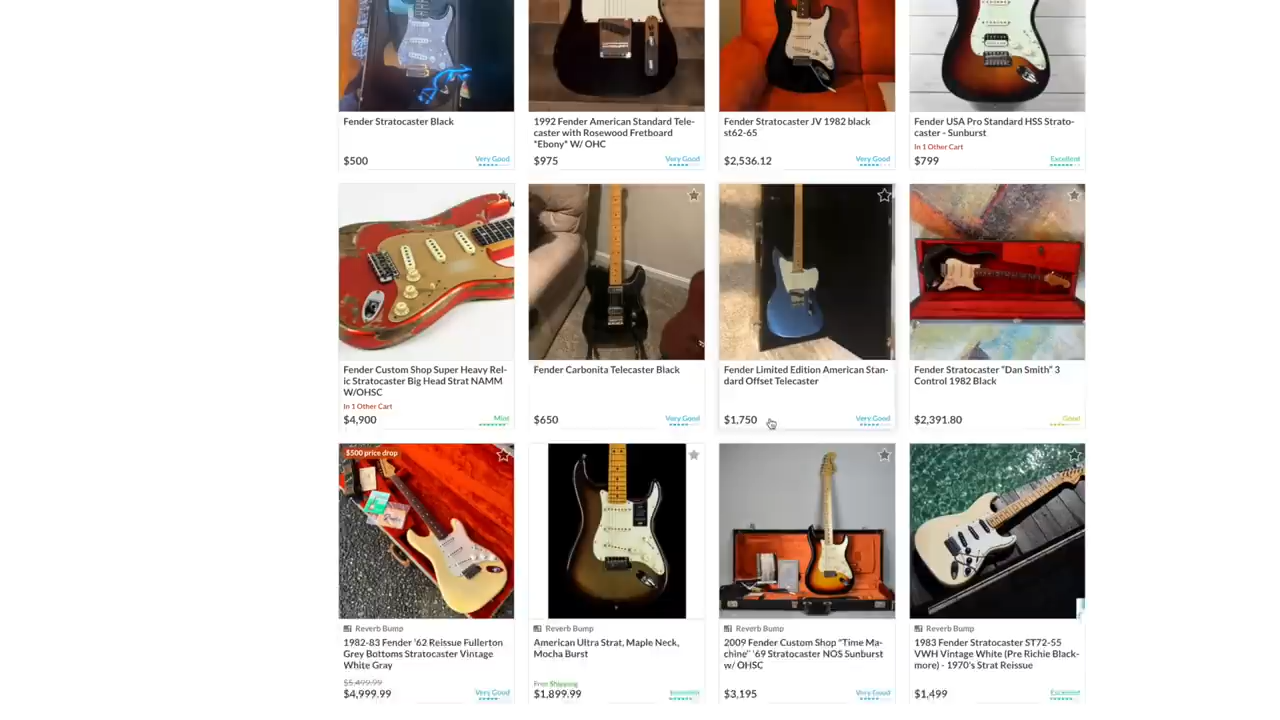 Fender Stratocaster Black
$500
Very Good
1992 Fender American Standard Tele-
caster with Rosewood Fretboard
*Ebony* W/ OHC
$975
Very Good
Fender Stratocaster JV 1982 black
st62-65
$2,536.12
Very Good
Fender USA Pro Standard HSS Strato-
caster - Sunburst
In 1 Other Cart
$799
Excellent
Fender Custom Shop Super Heavy Rel-
ic Stratocaster Big Head Strat NAMM
W/OHSC
In 1 Other Cart
$4,900
Mint
Fender Carbonita Telecaster Black
$650
Very Good
Fender Limited Edition American Stan-
dard Offset Telecaster
$1,750
Very Good
Fender Stratocaster "Dan Smith" 3
Control 1982 Black
$2,391.80
Good
$500 price drop
Reverb Bump
1982-83 Fender '62 Reissue Fullerton
Grey Bottoms Stratocaster Vintage
White Gray
$5,499.99
$4,999.99
Very Good
Reverb Bump
American Ultra Strat, Maple Neck,
Mocha Burst
Free Shipping
$1,899.99
Reverb Bump
2009 Fender Custom Shop "Time Ma-
chine" '69 Stratocaster NOS Sunburst
w/ OHSC
$3,195
Very Good
Reverb Bump
1983 Fender Stratocaster ST72-55
VWH Vintage White (Pre Richie Black-
more) - 1970's Strat Reissue
$1,499
Excellent